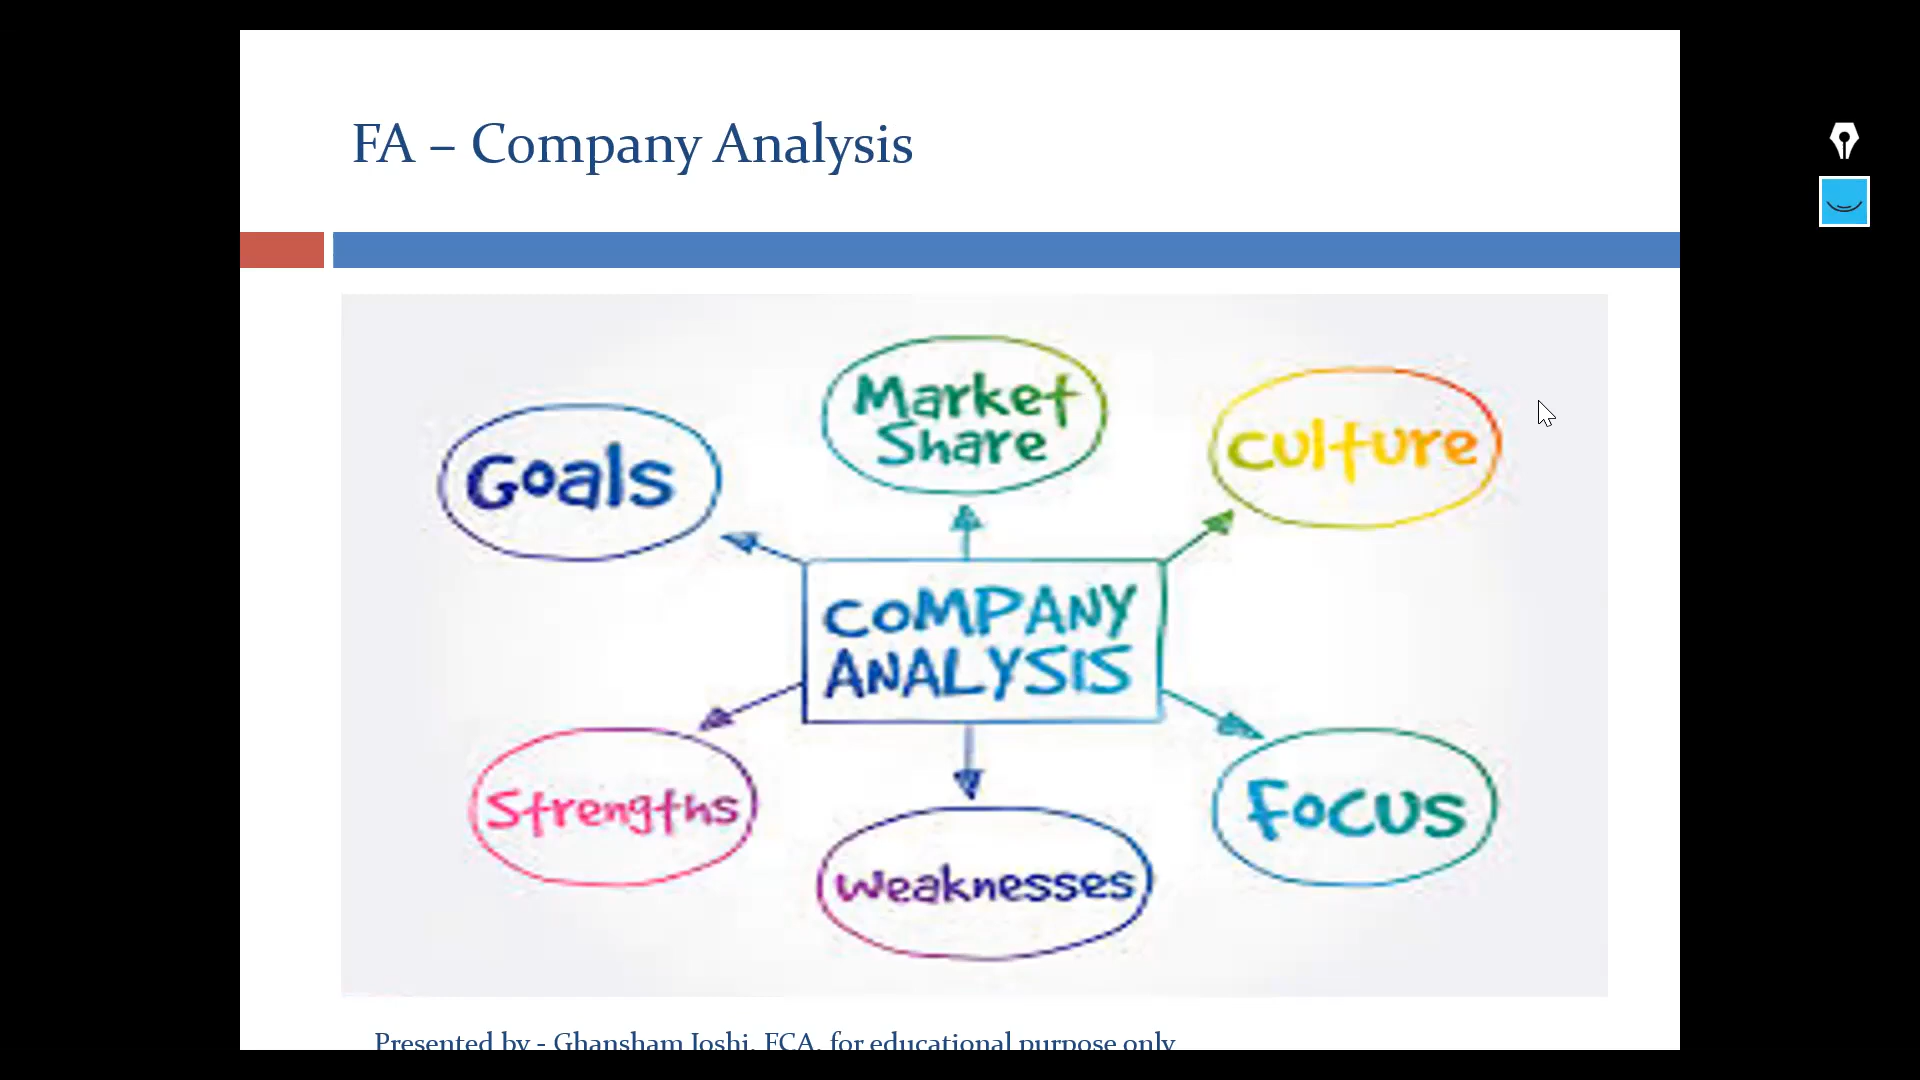 FA – Company Analysis
Goals
Market
Share
Culture
COMPANY
ANALYSIS
Strengths
Weaknesses
Focus
Presented by - Ghansham Joshi, FCA, for educational purpose only